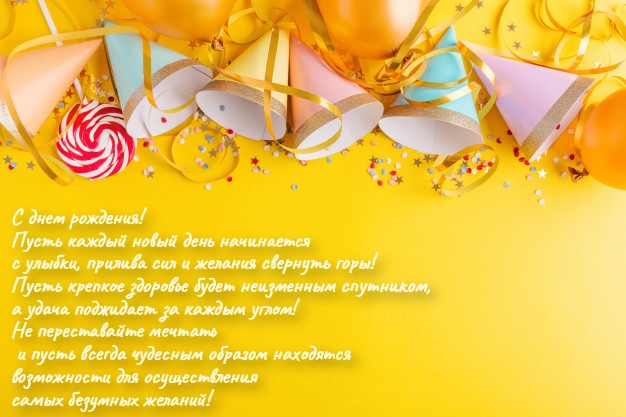 С днем рождения!
Пусть каждый новый день начинается
с улыбки, прилива сил и желания свернуть горы!
Пусть крепкое здоровье будет неизменным спутником,
а удача поджидает за каждым углом!
Не переставайте мечтать
и пусть всегда чудесным образом находятся
возможности для осуществления
самых безумных желаний!